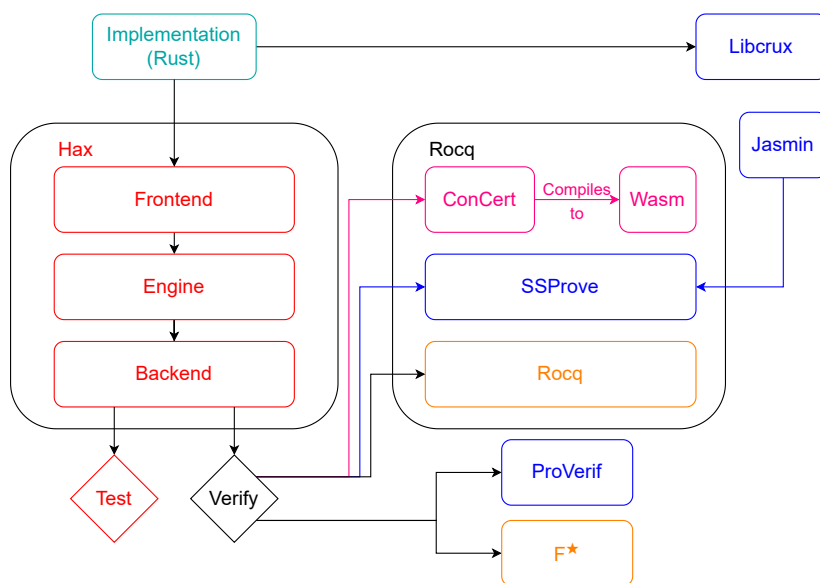 Implementation
(Rust)
Libcrux
Hax
Rocq
Jasmin
Frontend
ConCert
Compiles
to
Wasm
Engine
SSProve
Backend
Rocq
Test
Verify
ProVerif
F★